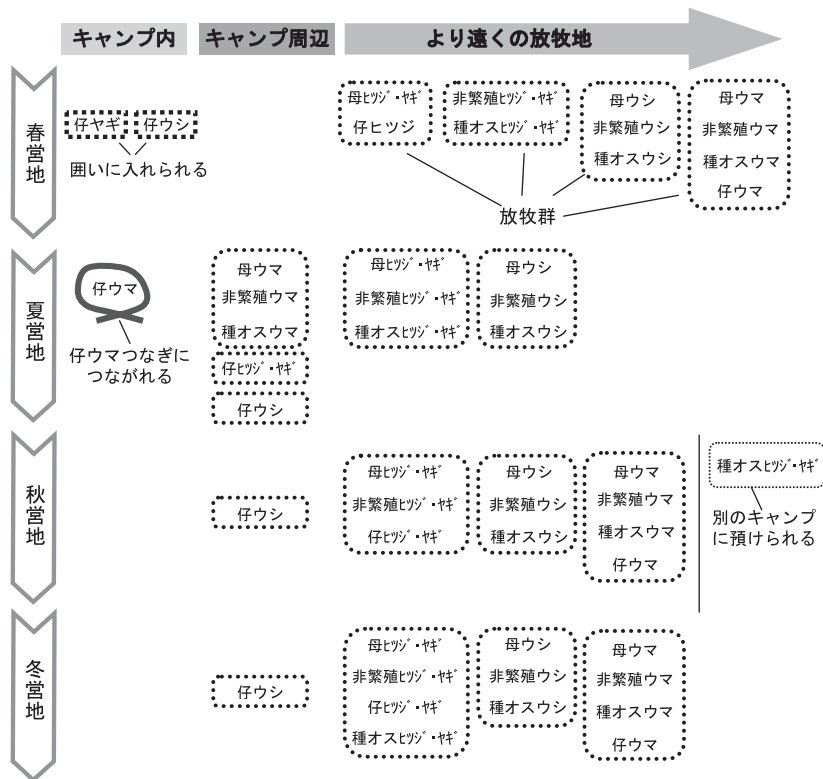 キャンプ内
キャンプ周辺
より遠くの放牧地
春営地
仔ヤギ
仔ウシ
囲いに入れられる
母ﾋﾂｼﾞ・ﾔｷﾞ
仔ヒツジ
非繁殖ﾋﾂｼﾞ・ﾔｷﾞ
種オスﾋﾂｼﾞ・ﾔｷﾞ
母ウシ
非繁殖ウシ
種オスウシ
母ウマ
非繁殖ウマ
種オスウマ
仔ウマ
放牧群
夏営地
仔ウマ
仔ウマつなぎに
つながれる
母ウマ
非繁殖ウマ
種オスウマ
仔ﾋﾂｼﾞ・ﾔｷﾞ
仔ウシ
母ﾋﾂｼﾞ・ﾔｷﾞ
非繁殖ﾋﾂｼﾞ・ﾔｷﾞ
種オスﾋﾂｼﾞ・ﾔｷﾞ
母ウシ
非繁殖ウシ
種オスウシ
秋営地
仔ウシ
母ﾋﾂｼﾞ・ﾔｷﾞ
非繁殖ﾋﾂｼﾞ・ﾔｷﾞ
仔ﾋﾂｼﾞ・ﾔｷﾞ
母ウシ
非繁殖ウシ
種オスウシ
母ウマ
非繁殖ウマ
種オスウマ
仔ウマ
種オスﾋﾂｼﾞ・ﾔｷﾞ
別のキャンプ
に預けられる
冬営地
仔ウシ
母ﾋﾂｼﾞ・ﾔｷﾞ
非繁殖ﾋﾂｼﾞ・ﾔｷﾞ
仔ﾋﾂｼﾞ・ﾔｷﾞ
種オスﾋﾂｼﾞ・ﾔｷﾞ
母ウシ
非繁殖ウシ
種オスウシ
母ウマ
非繁殖ウマ
種オスウマ
仔ウマ